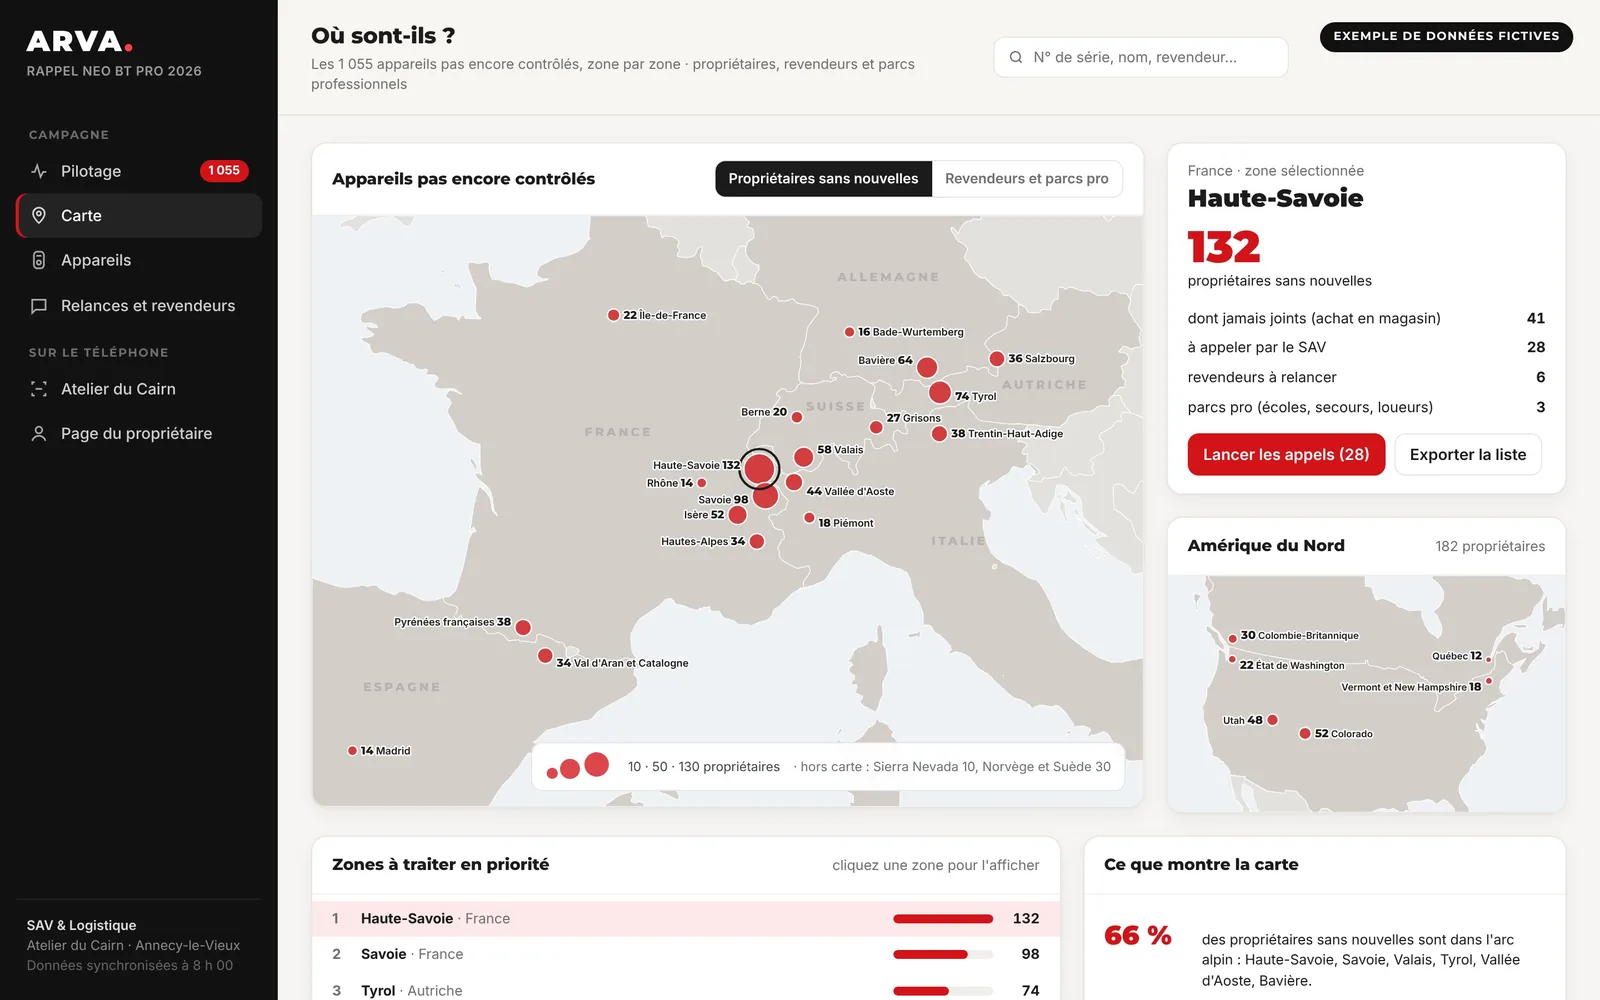 ARVA.
RAPPEL NEO BT PRO 2026
CAMPAGNE
Pilotage
1 055
Carte
Appareils
Relances et revendeurs
SUR LE TÉLÉPHONE
Atelier du Cairn
Page du propriétaire
SAV & Logistique
Atelier du Cairn · Annecy-le-Vieux
Données synchronisées à 8 h 00
Où sont-ils ?
Les 1 055 appareils pas encore contrôlés, zone par zone · propriétaires, revendeurs et parcs
professionnels
N° de série, nom, revendeur...
EXEMPLE DE DONNÉES FICTIVES
Appareils pas encore contrôlés
Propriétaires sans nouvelles
Revendeurs et parcs pro
ALLEMAGNE
22 Île-de-France
16 Bade-Wurtemberg
Bavière 64
36 Salzbourg
AUTRICHE
74 Tyrol
SUISSE
Berne 20
27 Grisons
FRANCE
38 Trentin-Haut-Adige
58 Valais
Haute-Savoie 132
Rhône 14
44 Vallée d'Aoste
Savoie 98
Isère 52
18 Piémont
Hautes-Alpes 34
ITALIE
Pyrénées françaises 38
34 Val d'Aran et Catalogne
ESPAGNE
14 Madrid
10 · 50 · 130 propriétaires
· hors carte : Sierra Nevada 10, Norvège et Suède 30
France · zone sélectionnée
Haute-Savoie
132
propriétaires sans nouvelles
dont jamais joints (achat en magasin) 41
à appeler par le SAV 28
revendeurs à relancer 6
parcs pro (écoles, secours, loueurs) 3
Lancer les appels (28)
Exporter la liste
Amérique du Nord
182 propriétaires
30 Colombie-Britannique
22 État de Washington
Québec 12
Vermont et New Hampshire 18
Utah 48
52 Colorado
Zones à traiter en priorité
cliquez une zone pour l'afficher
1 Haute-Savoie · France 132
2 Savoie · France 98
3 Tyrol · Autriche 74
Ce que montre la carte
66 %
des propriétaires sans nouvelles sont dans l'arc
alpin : Haute-Savoie, Savoie, Valais, Tyrol, Vallée
d'Aoste, Bavière.